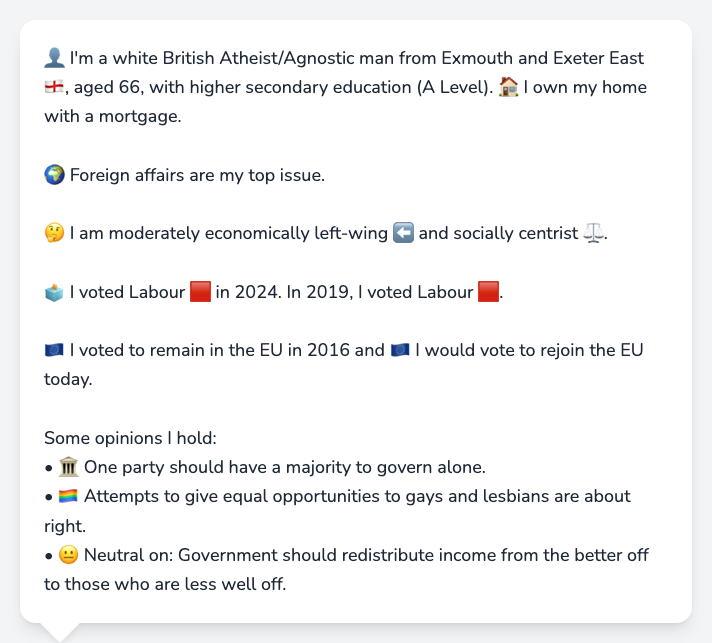 👤 I'm a white British Atheist/Agnostic man from Exmouth and Exeter East
🏴󠁧󠁢󠁥󠁮󠁧󠁿, aged 66, with higher secondary education (A Level). 🏠 I own my home
with a mortgage.
🌍 Foreign affairs are my top issue.
🤔 I am moderately economically left-wing ⬅️ and socially centrist ⚖️.
🗳️ I voted Labour 🟥 in 2024. In 2019, I voted Labour 🟥.
🇪🇺 I voted to remain in the EU in 2016 and 🇪🇺 I would vote to rejoin the EU
today.
Some opinions I hold:
• 🏛️ One party should have a majority to govern alone.
• 🏳️‍🌈 Attempts to give equal opportunities to gays and lesbians are about
right.
• 😐 Neutral on: Government should redistribute income from the better off
to those who are less well off.